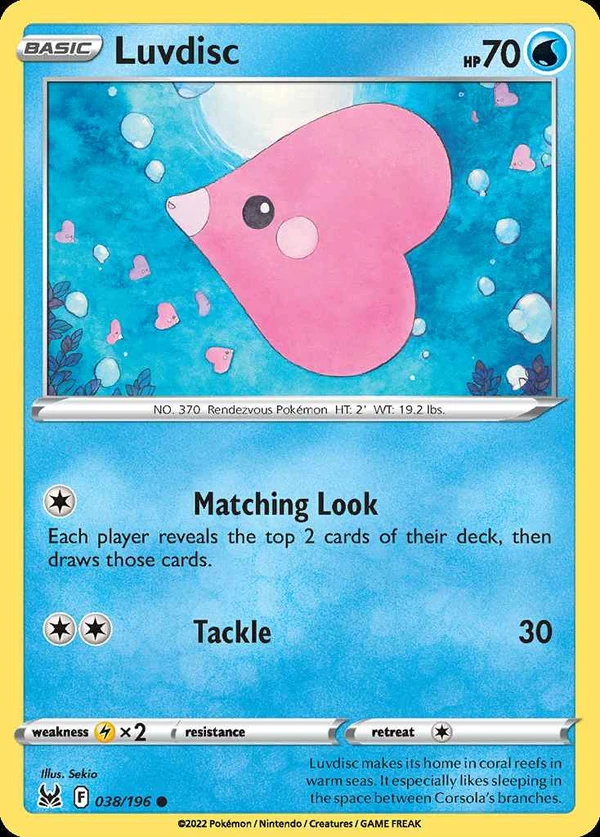 BASIC Luvdisc HP70
NO. 370 Rendezvous Pokémon HT: 2' WT: 19.2 lbs.
Matching Look
Each player reveals the top 2 cards of their deck, then
draws those cards.
Tackle 30
weakness ×2 resistance retreat
Illus. Sekio
F 038/196
Luvdisc makes its home in coral reefs in
warm seas. It especially likes sleeping in
the space between Corsola's branches.
©2022 Pokémon / Nintendo / Creatures / GAME FREAK